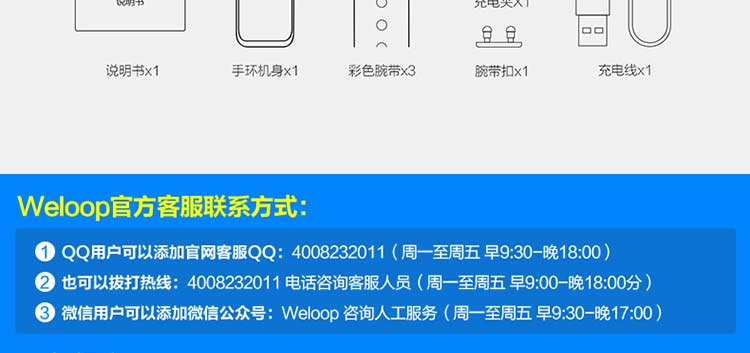 说明书
充电夹x1
说明书x1 手环机身x1 彩色腕带x3 腕带扣x1 充电线x1
Weloop官方客服联系方式：
1 QQ用户可以添加官网客服QQ：4008232011（周一至周五 早9:30-晚18:00）
2 也可以拨打热线：4008232011 电话咨询客服人员（周一至周五 早9:00-晚18:00分）
3 微信用户可以添加微信公众号：Weloop 咨询人工服务（周一至周五 早9:30-晚17:00）